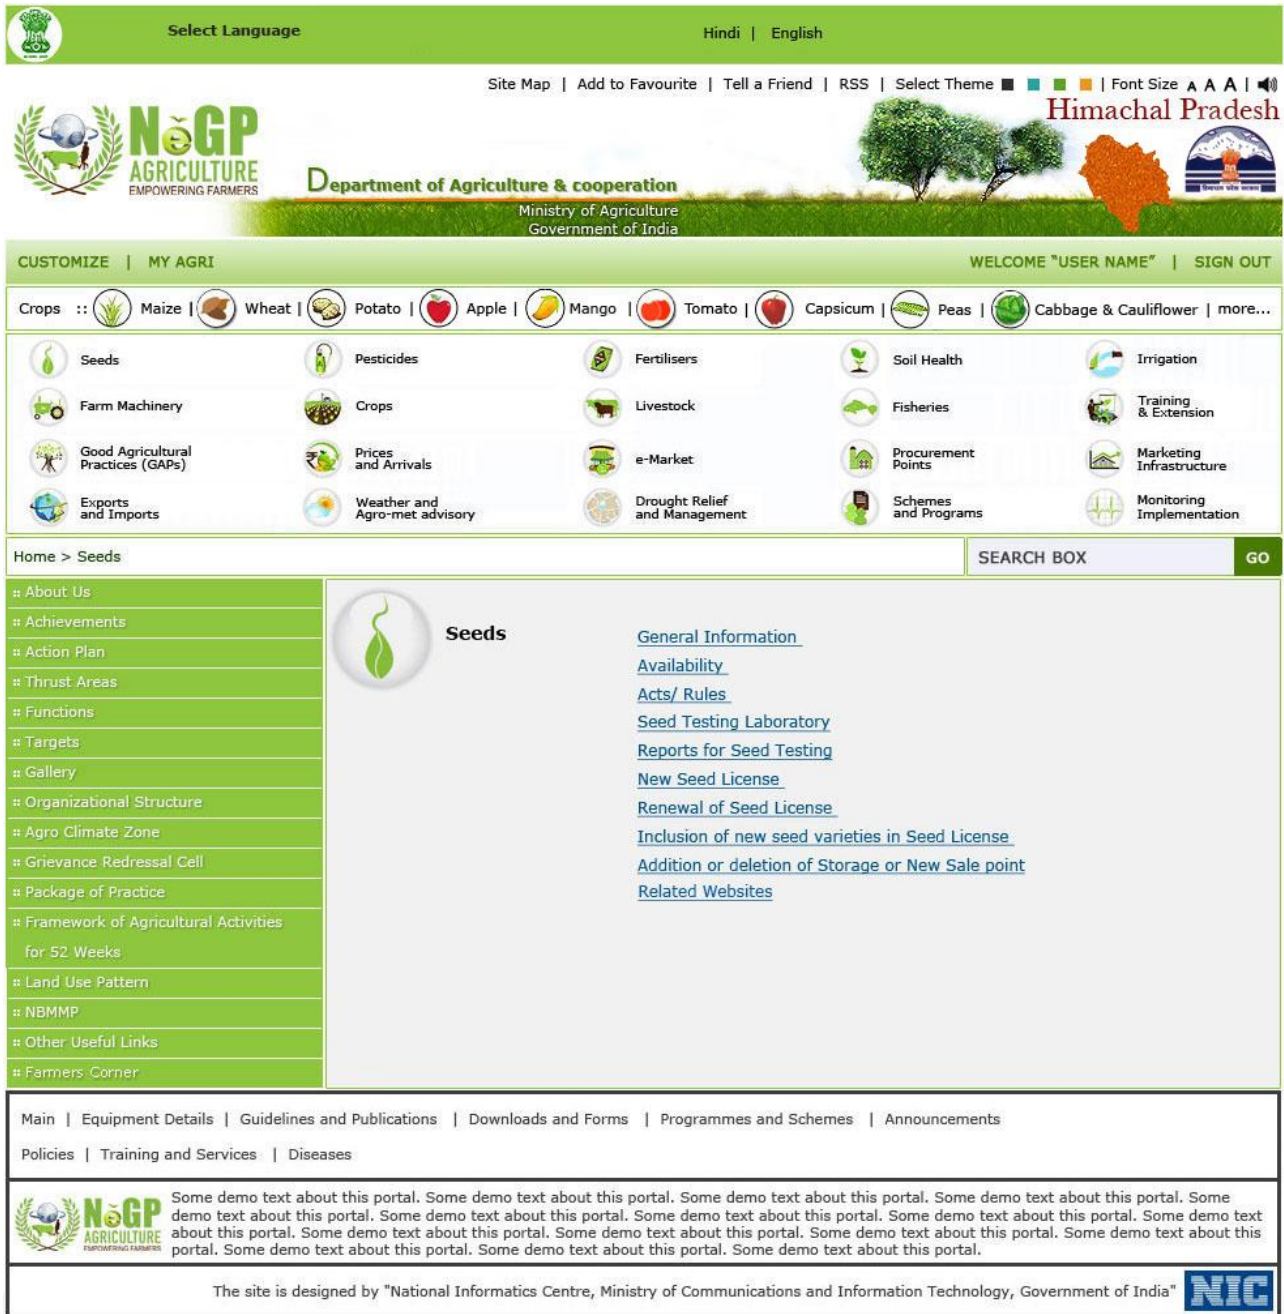 Select Language
Hindi | English
Site Map | Add to Favourite | Tell a Friend | RSS | Select Theme | Font Size A A A |
Himachal Pradesh
NeGP
AGRICULTURE
EMPOWERING FARMERS
Department of Agriculture & cooperation
Ministry of Agriculture
Government of India
CUSTOMIZE | MY AGRI
WELCOME "USER NAME" | SIGN OUT
Crops :: Maize | Wheat | Potato | Apple | Mango | Tomato | Capsicum | Peas | Cabbage & Cauliflower | more...
Seeds
Pesticides
Fertilisers
Soil Health
Irrigation
Farm Machinery
Crops
Livestock
Fisheries
Training
& Extension
Good Agricultural
Practices (GAPs)
Prices
and Arrivals
e-Market
Procurement
Points
Marketing
Infrastructure
Exports
and Imports
Weather and
Agro-met advisory
Drought Relief
and Management
Schemes
and Programs
Monitoring
Implementation
Home > Seeds
SEARCH BOX
GO
:: About Us
:: Achievements
:: Action Plan
:: Thrust Areas
:: Functions
:: Targets
:: Gallery
:: Organizational Structure
:: Agro Climate Zone
:: Grievance Redressal Cell
:: Package of Practice
:: Framework of Agricultural Activities
for 52 Weeks
:: Land Use Pattern
:: NBMMP
:: Other Useful Links
:: Farmers Corner
Seeds
General Information
Availability
Acts/ Rules
Seed Testing Laboratory
Reports for Seed Testing
New Seed License
Renewal of Seed License
Inclusion of new seed varieties in Seed License
Addition or deletion of Storage or New Sale point
Related Websites
Main | Equipment Details | Guidelines and Publications | Downloads and Forms | Programmes and Schemes | Announcements
Policies | Training and Services | Diseases
NeGP
AGRICULTURE
EMPOWERING FARMERS
Some demo text about this portal. Some demo text about this portal. Some demo text about this portal. Some demo text about this portal. Some
demo text about this portal. Some demo text about this portal. Some demo text about this portal. Some demo text about this portal. Some demo text
about this portal. Some demo text about this portal. Some demo text about this portal. Some demo text about this portal. Some demo text about this
portal. Some demo text about this portal. Some demo text about this portal. Some demo text about this portal.
The site is designed by "National Informatics Centre, Ministry of Communications and Information Technology, Government of India"
NIC